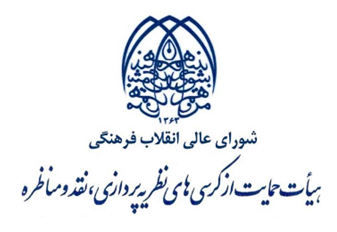 ۱۳۶۳
شورای عالی انقلاب فرهنگی
هیأت حمایت از کرسی های نظریه پردازی، نقد و مناظره